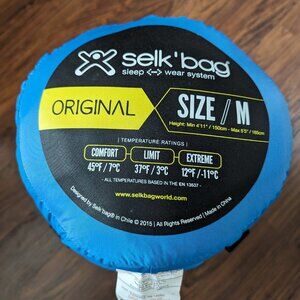 selk'bag
sleep <--> wear system
ORIGINAL
SIZE / M
Height: Min 4'11" / 150cm - Max 5'5" / 165cm
| TEMPERATURE RATINGS |
COMFORT LIMIT EXTREME
45°F / 7°C 37°F / 3°C 12°F / -11°C
- ALL TEMPERATURES BASED IN THE EN 13537 -
www.selkbagworld.com
Designed by Selk'bag® in Chile © 2015 | All Rights Reserved | Made in China